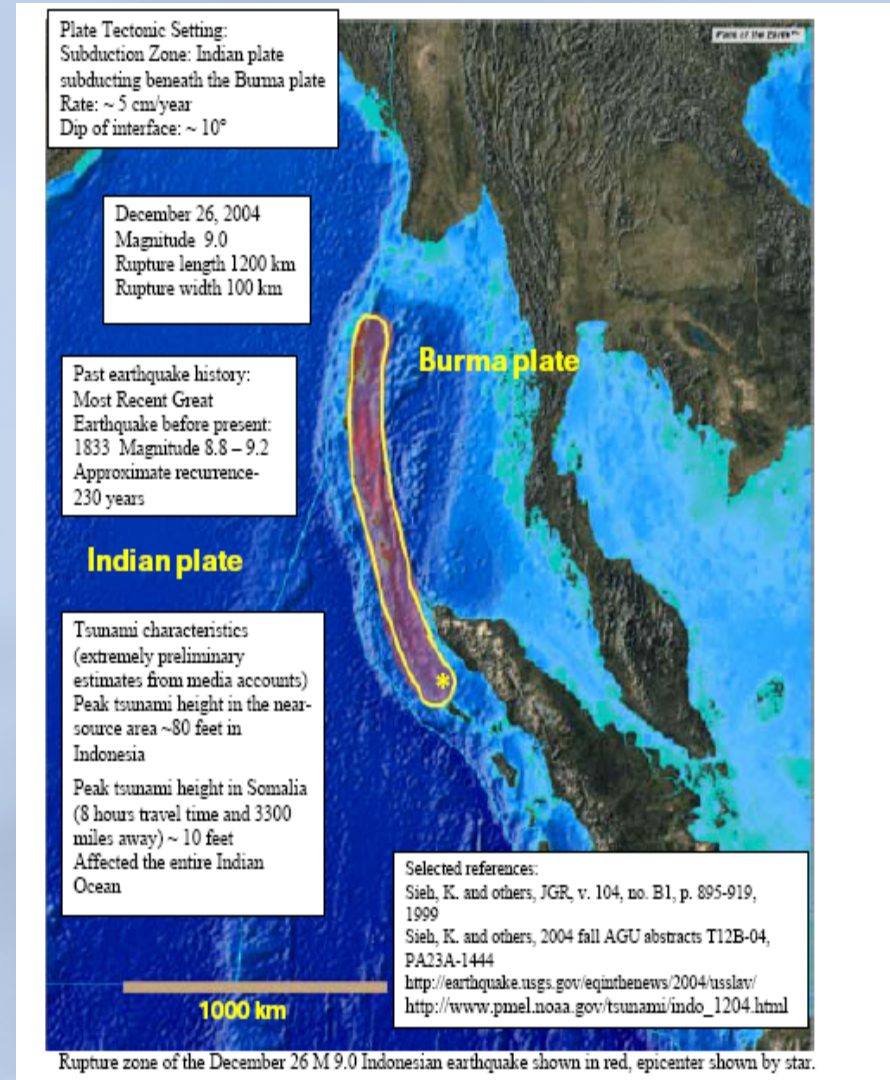 Plate Tectonic Setting:
Subduction Zone: Indian plate
subducting beneath the Burma plate
Rate: ~ 5 cm/year
Dip of interface: ~ 10°
December 26, 2004
Magnitude 9.0
Rupture length 1200 km
Rupture width 100 km
Burma plate
Past earthquake history:
Most Recent Great
Earthquake before present:
1833 Magnitude 8.8 – 9.2
Approximate recurrence-
230 years
Indian plate
Tsunami characteristics
(extremely preliminary
estimates from media accounts)
Peak tsunami height in the near-
source area ~80 feet in
Indonesia
Peak tsunami height in Somalia
(8 hours travel time and 3300
miles away) ~ 10 feet
Affected the entire Indian
Ocean
Selected references:
Sieh, K. and others, JGR, v. 104, no. B1, p. 895-919,
1999
Sieh, K. and others, 2004 fall AGU abstracts T12B-04,
PA23A-1444
http://earthquake.usgs.gov/eqinthenews/2004/usslav/
http://www.pmel.noaa.gov/tsunami/indo_1204.html
1000 km
Rupture zone of the December 26 M 9.0 Indonesian earthquake shown in red, epicenter shown by star.